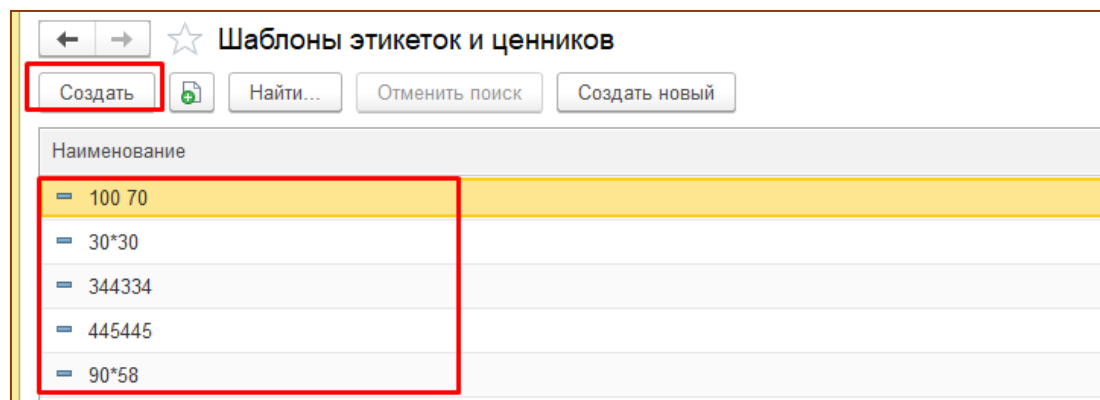 Шаблоны этикеток и ценников
Создать Найти... Отменить поиск Создать новый
Наименование
100 70
30*30
344334
445445
90*58